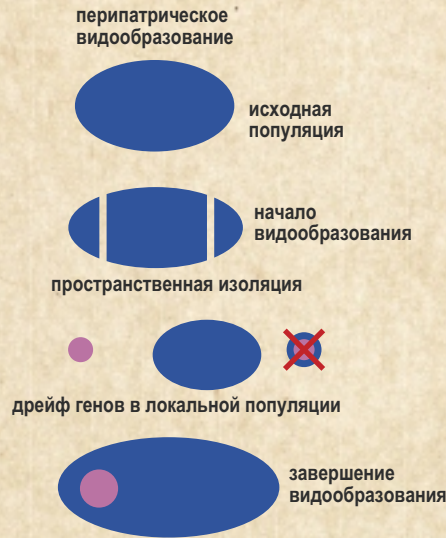 перипатрическое
видообразование
исходная
популяция
начало
видообразования
пространственная изоляция
дрейф генов в локальной популяции
завершение
видообразования